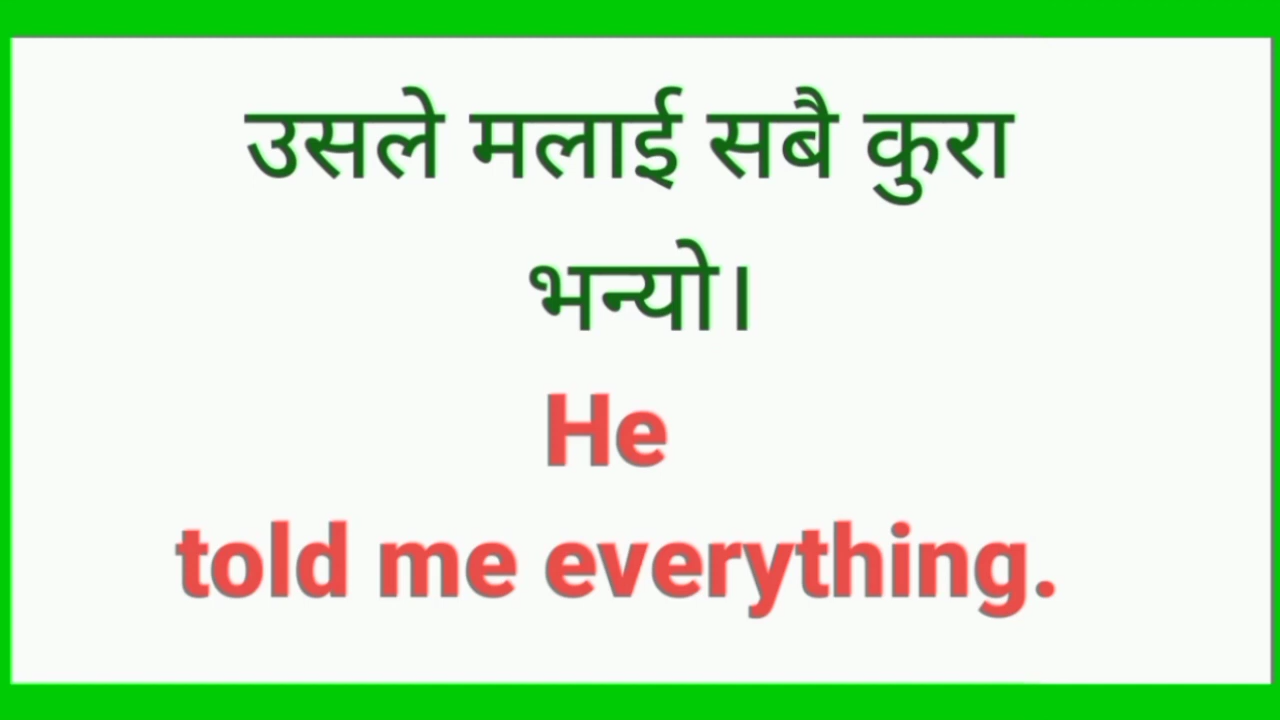 उसले मलाई सबै कुरा
भन्यो।
He
told me everything.